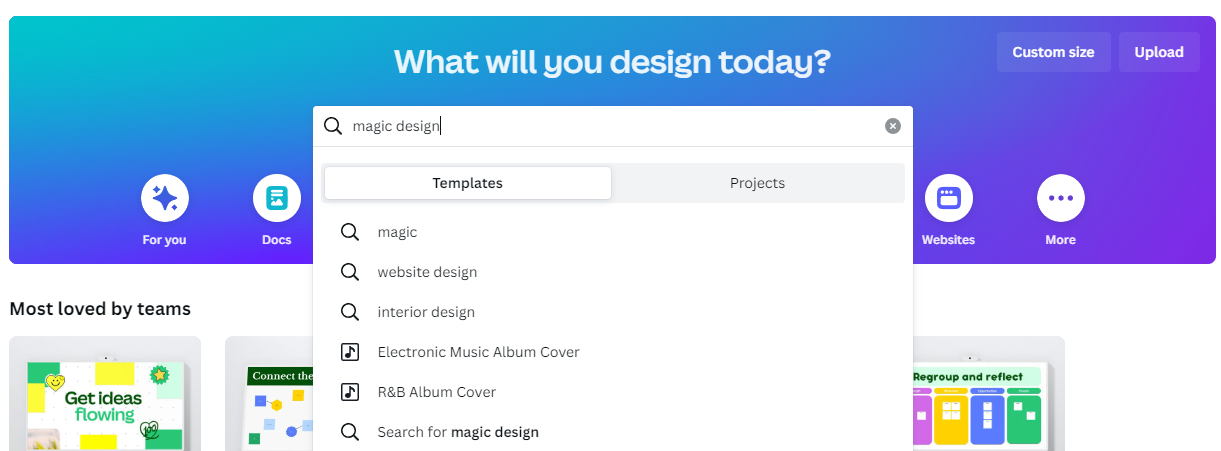 What will you design today?
Custom size
Upload
magic design
Templates
Projects
For you
Docs
Websites
More
magic
website design
interior design
Electronic Music Album Cover
R&B Album Cover
Search for magic design
Most loved by teams
Get ideas
flowing
100
Connect the
Regroup and reflect